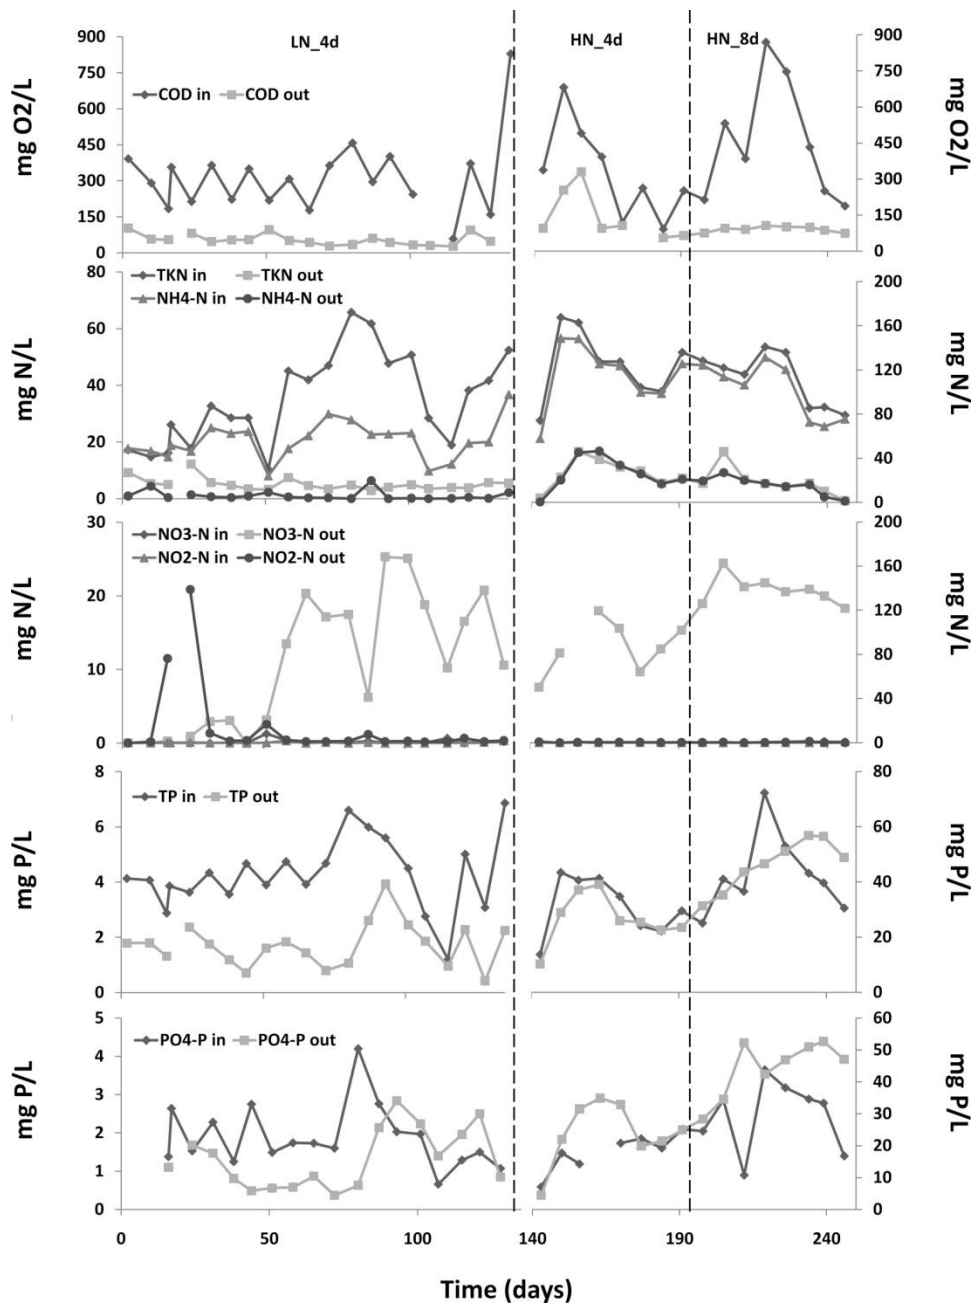 LN_4d HN_4d HN_8d
900 900
750 750
COD in COD out
600 600
mg O2/L mg O2/L
450 450
300 300
150 150
0 0
80 200
TKN in TKN out
NH4-N in NH4-N out
60 160
120
mg N/L 40 mg N/L
80
20 40
0 0
30 200
NO3-N in NO3-N out
NO2-N in NO2-N out
160
20 120
mg N/L mg N/L
10 80
40
0 0
8 80
TP in TP out
6 60
mg P/L 4 40 mg P/L
2 20
0 0
5 60
PO4-P in PO4-P out
50
4
40
mg P/L 3 30 mg P/L
2 20
1 10
0 0
0 50 100 140 190 240
Time (days)